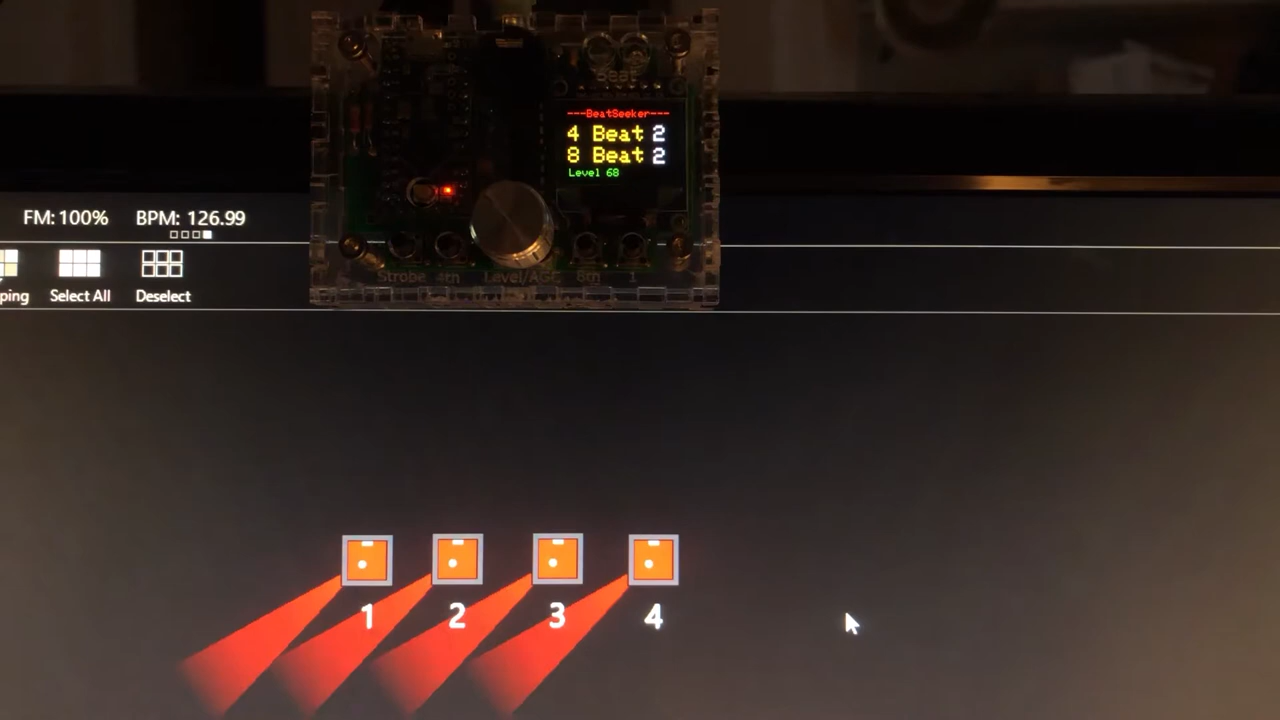 Beat
---BeatSeeker---
4 Beat 2
8 Beat 2
Level 68
FM: 100% BPM: 126.99
Strobe 4th Level/AGC 8th 1
ping Select All Deselect
1 2 3 4